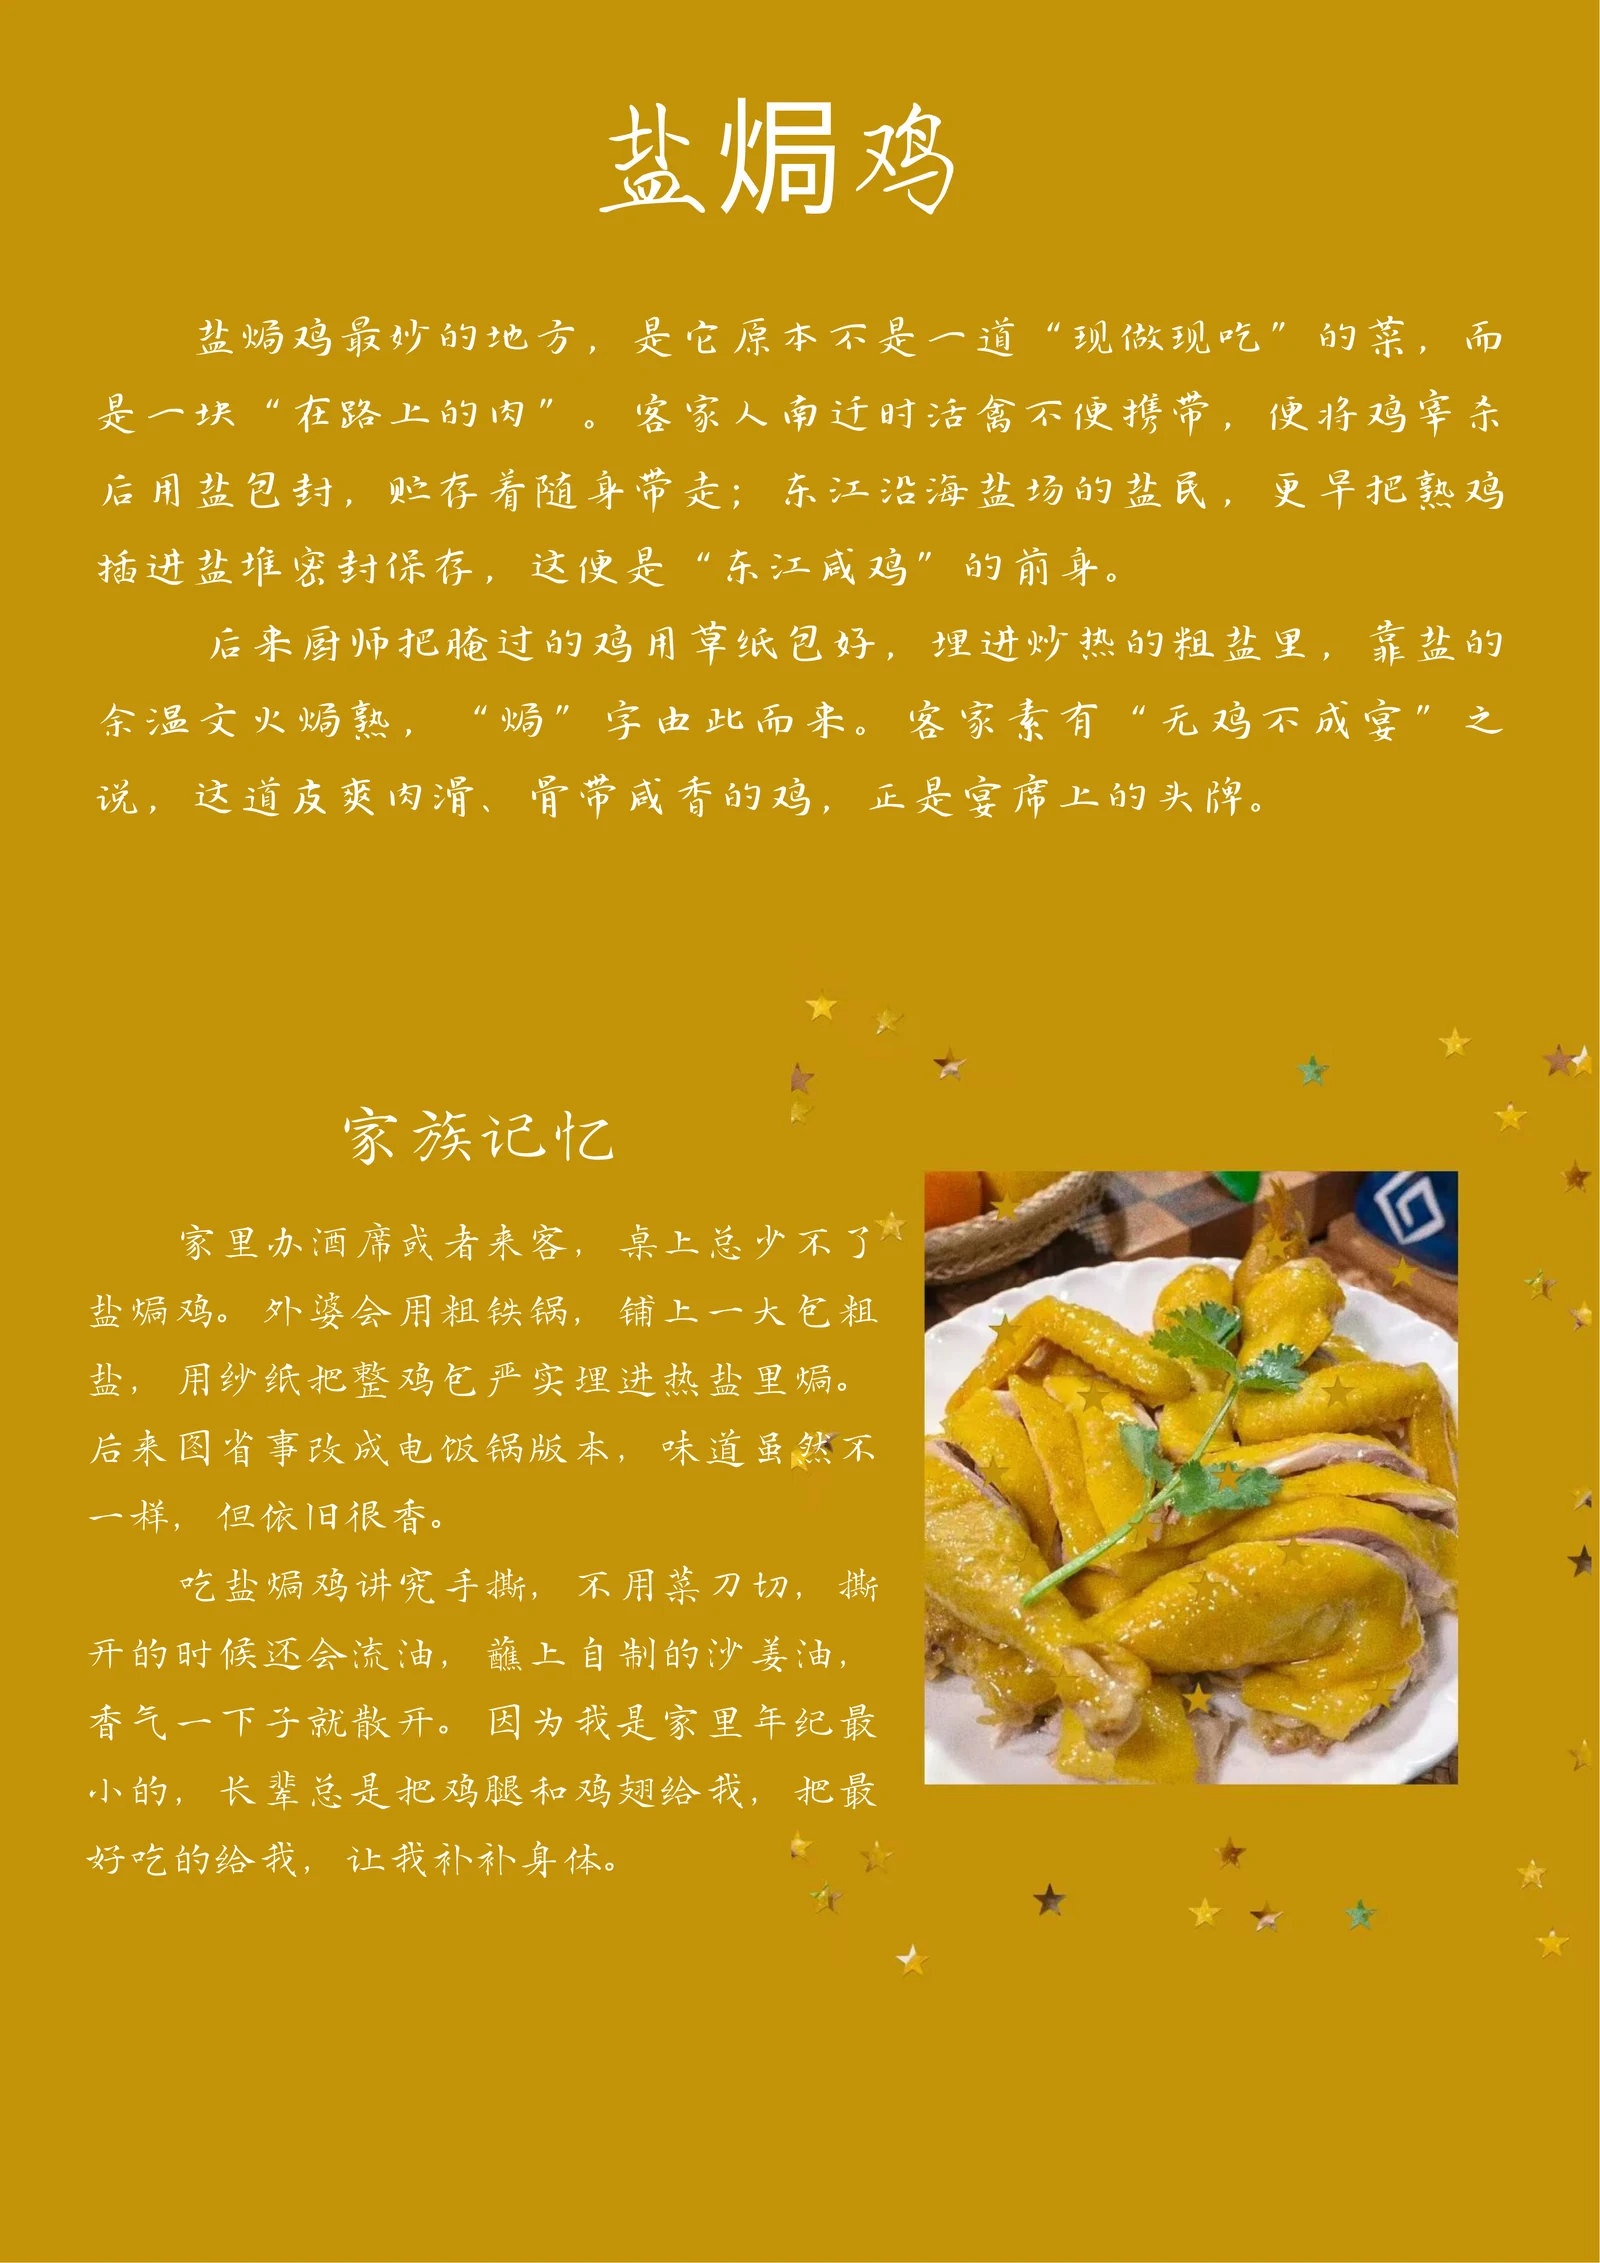 盐焗鸡
盐焗鸡最妙的地方，是它原本不是一道“现做现吃”的菜，而
是一块“在路上的肉”。客家人南迁时活禽不便携带，便将鸡宰杀
后用盐包封，贮存着随身带走；东江沿海盐场的盐民，更早把熟鸡
插进盐堆密封保存，这便是“东江咸鸡”的前身。
后来厨师把腌过的鸡用草纸包好，埋进炒热的粗盐里，靠盐的
余温文火焗熟，“焗”字由此而来。客家素有“无鸡不成宴”之
说，这道皮爽肉滑、骨带咸香的鸡，正是宴席上的头牌。
家族记忆
家里办酒席或者来客，桌上总少不了
盐焗鸡。外婆会用粗铁锅，铺上一大包粗
盐，用纱纸把整鸡包严实埋进热盐里焗。
后来图省事改成电饭锅版本，味道虽然不
一样，但依旧很香。
吃盐焗鸡讲究手撕，不用菜刀切，撕
开的时候还会流油，蘸上自制的沙姜油，
香气一下子就散开。因为我是家里年纪最
小的，长辈总是把鸡腿和鸡翅给我，把最
好吃的给我，让我补补身体。